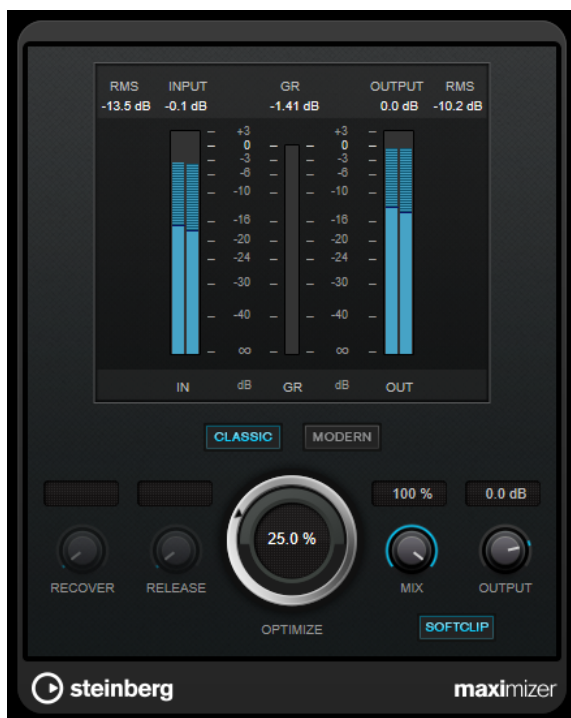 RMS INPUT GR OUTPUT RMS
-13.5 dB -0.1 dB -1.41 dB 0.0 dB -10.2 dB
+3 +3
0 0
-3 -3
-6 -6
-10 -10
-16 -16
-20 -20
-24 -24
-30 -30
-40 -40
∞ ∞
IN dB GR dB OUT
CLASSIC MODERN
100 % 0.0 dB
25.0 %
RECOVER RELEASE MIX OUTPUT
OPTIMIZE SOFTCLIP
steinberg maximizer